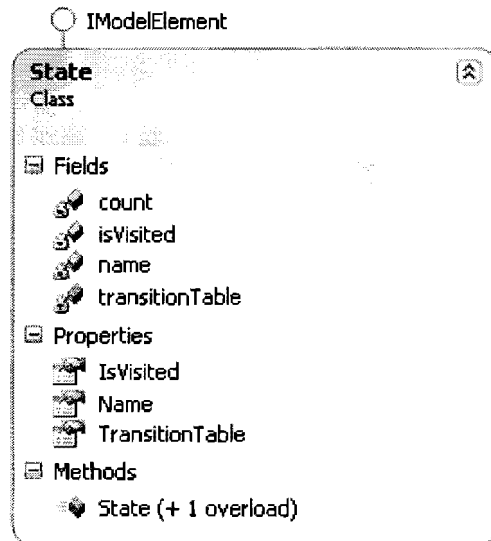 IModelElement
State
Class
Fields
count
isVisited
name
transitionTable
Properties
IsVisited
Name
TransitionTable
Methods
State (+ 1 overload)